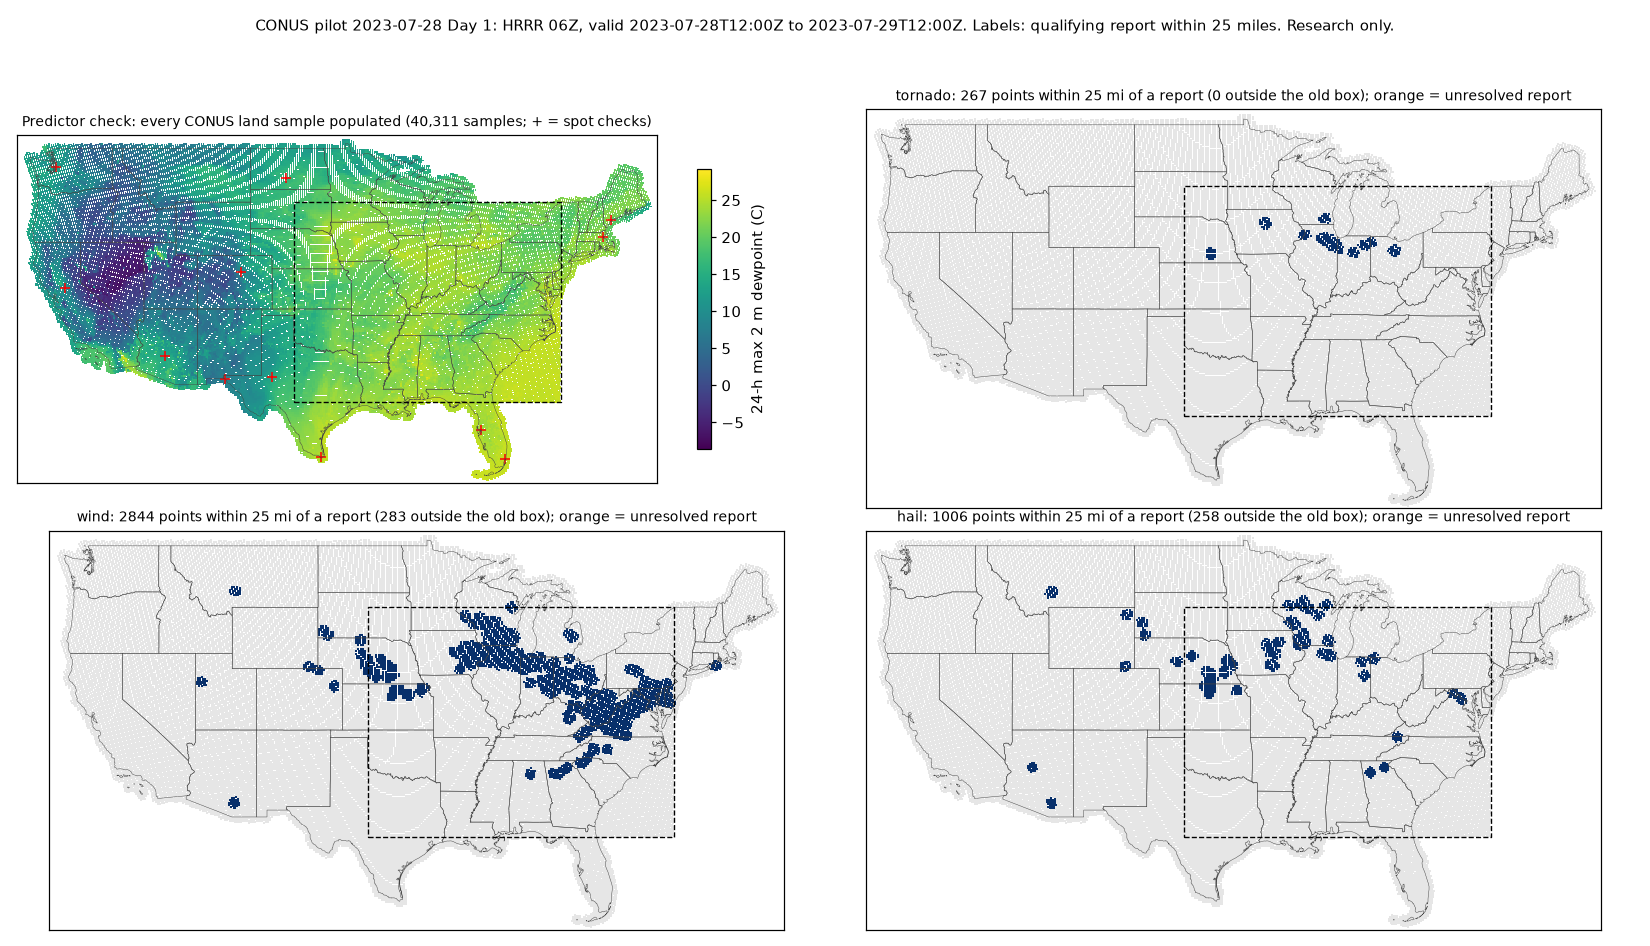 CONUS pilot 2023-07-28 Day 1: HRRR 06Z, valid 2023-07-28T12:00Z to 2023-07-29T12:00Z. Labels: qualifying report within 25 miles. Research only.
Predictor check: every CONUS land sample populated (40,311 samples; + = spot checks)
25
20
15
10
5
0
−5
24-h max 2 m dewpoint (C)
tornado: 267 points within 25 mi of a report (0 outside the old box); orange = unresolved report
wind: 2844 points within 25 mi of a report (283 outside the old box); orange = unresolved report
hail: 1006 points within 25 mi of a report (258 outside the old box); orange = unresolved report